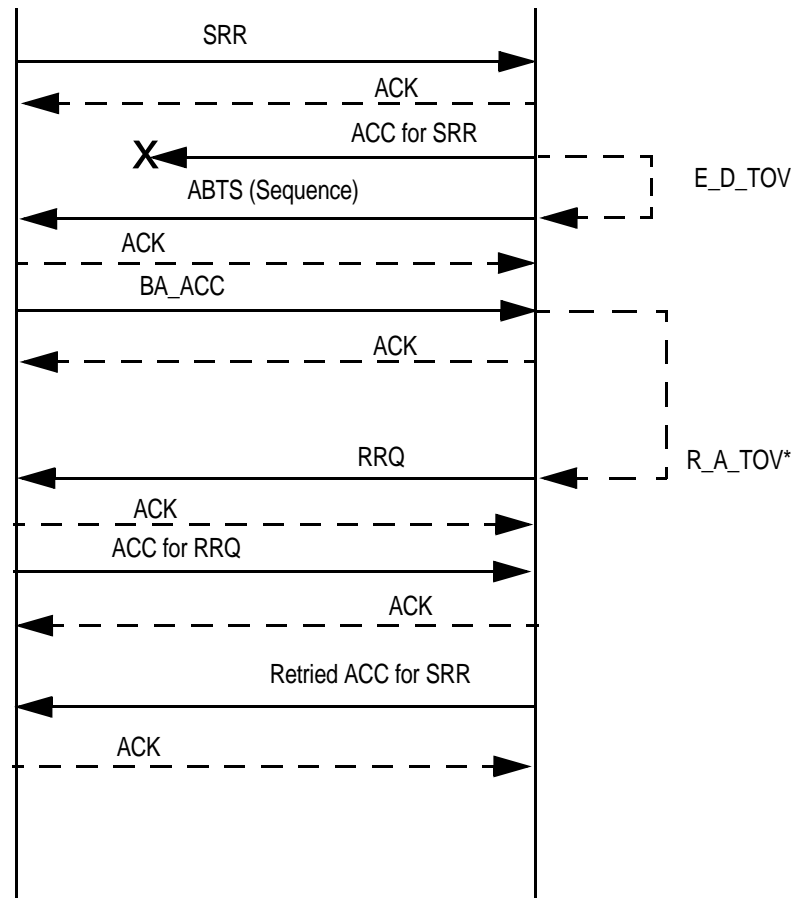 SRR
ACK
ACC for SRR
X
E_D_TOV
ABTS (Sequence)
ACK
BA_ACC
ACK
RRQ
R_A_TOV*
ACK
ACC for RRQ
ACK
Retried ACC for SRR
ACK